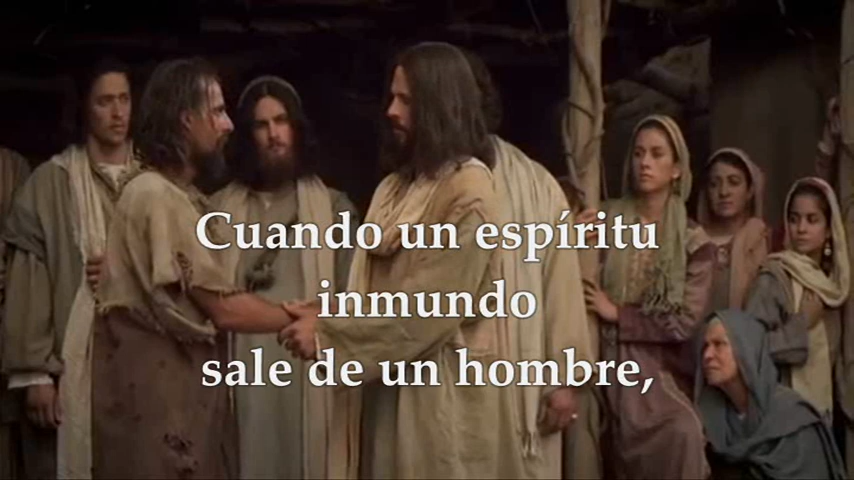 Cuando un espíritu
inmundo
sale de un hombre,